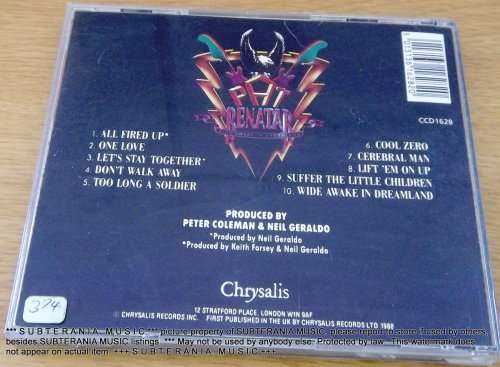 CCD1628
PAT
BENATAR
1. ALL FIRED UP*
2. ONE LOVE
3. LET'S STAY TOGETHER*
4. DON'T WALK AWAY
5. TOO LONG A SOLDIER
6. COOL ZERO
7. CEREBRAL MAN
8. LIFT 'EM ON UP
9. SUFFER THE LITTLE CHILDREN
10. WIDE AWAKE IN DREAMLAND
PRODUCED BY
PETER COLEMAN & NEIL GERALDO
*Produced by Neil Geraldo
*Produced by Keith Forsey & Neil Geraldo
Chrysalis
374
12 STRATFORD PLACE, LONDON W1N 9AF
© CHRYSALIS RECORDS INC. FIRST PUBLISHED IN THE UK BY CHRYSALIS RECORDS LTD 1988
*** S U B T E R A N I A M U S I C *** picture property of SUBTERANIA MUSIC, please report to store if used by others,
besides SUBTERANIA MUSIC listings. *** May not be used by anybody else. Protected by law. This watermark does
not appear on actual item. +++ S U B T E R A N I A M U S I C +++